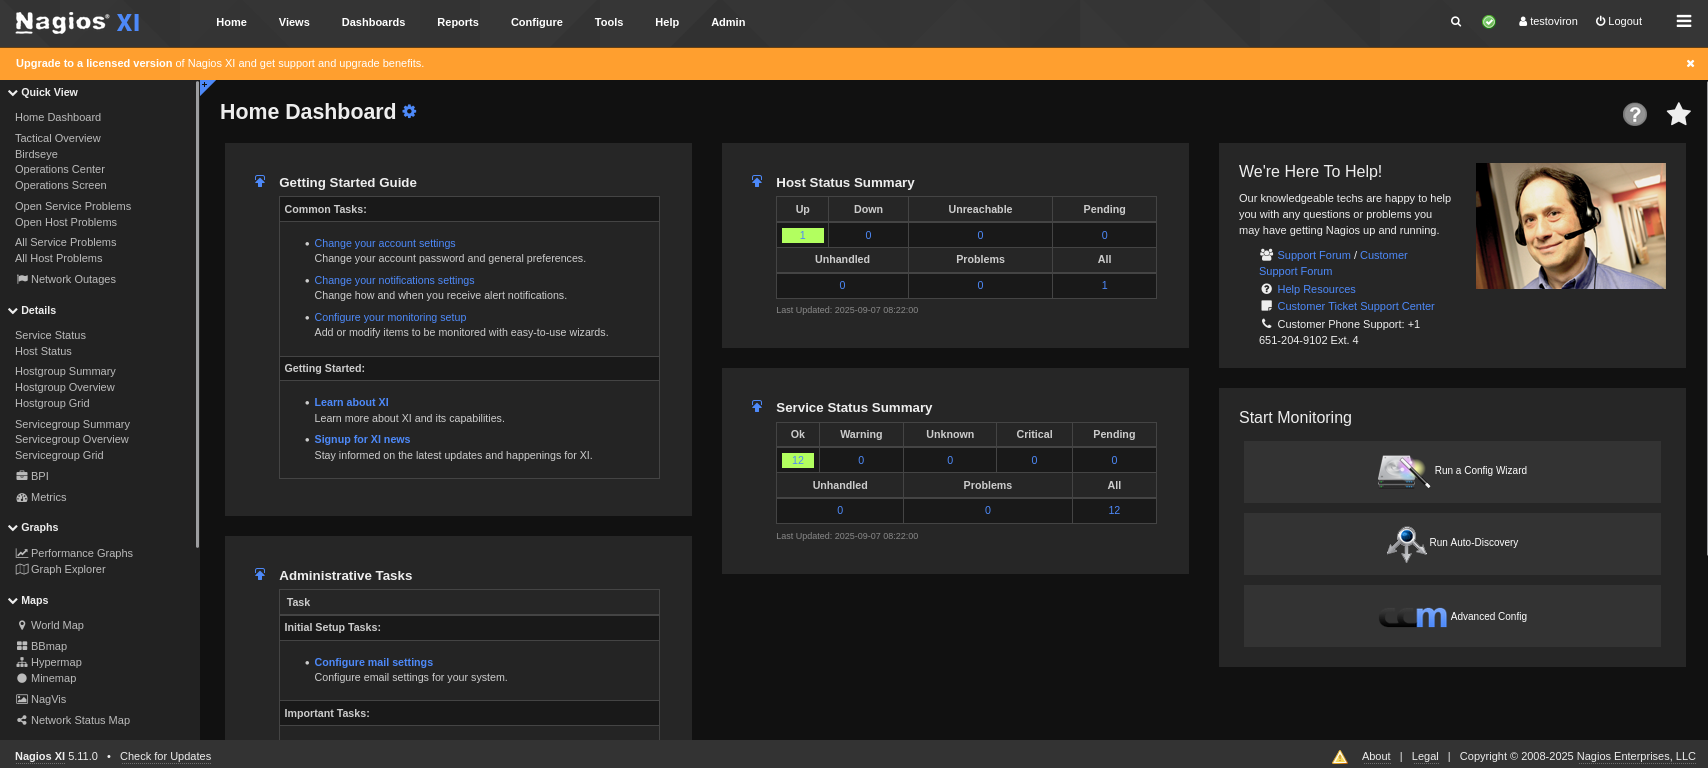 Nagios® XI
Home Views Dashboards Reports Configure Tools Help Admin
testoviron Logout
Upgrade to a licensed version of Nagios XI and get support and upgrade benefits.
Quick View
Home Dashboard
Tactical Overview
Birdseye
Operations Center
Operations Screen
Open Service Problems
Open Host Problems
All Service Problems
All Host Problems
Network Outages
Details
Service Status
Host Status
Hostgroup Summary
Hostgroup Overview
Hostgroup Grid
Servicegroup Summary
Servicegroup Overview
Servicegroup Grid
BPI
Metrics
Graphs
Performance Graphs
Graph Explorer
Maps
World Map
BBmap
Hypermap
Minemap
NagVis
Network Status Map
Home Dashboard
Getting Started Guide
Common Tasks:
• Change your account settings
Change your account password and general preferences.
• Change your notifications settings
Change how and when you receive alert notifications.
• Configure your monitoring setup
Add or modify items to be monitored with easy-to-use wizards.
Getting Started:
• Learn about XI
Learn more about XI and its capabilities.
• Signup for XI news
Stay informed on the latest updates and happenings for XI.
Administrative Tasks
Task
Initial Setup Tasks:
• Configure mail settings
Configure email settings for your system.
Important Tasks:
Host Status Summary
Up Down Unreachable Pending
1 0 0 0
Unhandled Problems All
0 0 1
Last Updated: 2025-09-07 08:22:00
Service Status Summary
Ok Warning Unknown Critical Pending
12 0 0 0 0
Unhandled Problems All
0 0 12
Last Updated: 2025-09-07 08:22:00
?
We're Here To Help!
Our knowledgeable techs are happy to help
you with any questions or problems you
may have getting Nagios up and running.
Support Forum / Customer
Support Forum
Help Resources
Customer Ticket Support Center
Customer Phone Support: +1
651-204-9102 Ext. 4
Start Monitoring
Run a Config Wizard
Run Auto-Discovery
ccm Advanced Config
Nagios XI 5.11.0 • Check for Updates
About | Legal | Copyright © 2008-2025 Nagios Enterprises, LLC